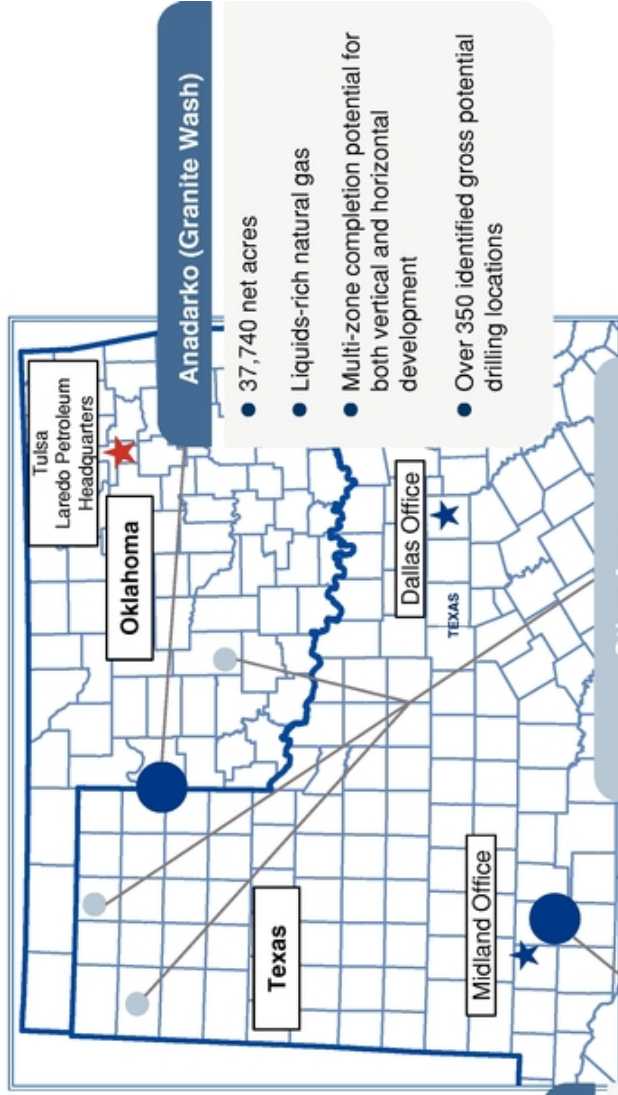 Tulsa
Laredo Petroleum
Headquarters
Oklahoma
Anadarko (Granite Wash)
● 37,740 net acres
● Liquids-rich natural gas
● Multi-zone completion potential for
both vertical and horizontal
development
● Over 350 identified gross potential
drilling locations
Dallas Office
TEXAS
Texas
Midland Office